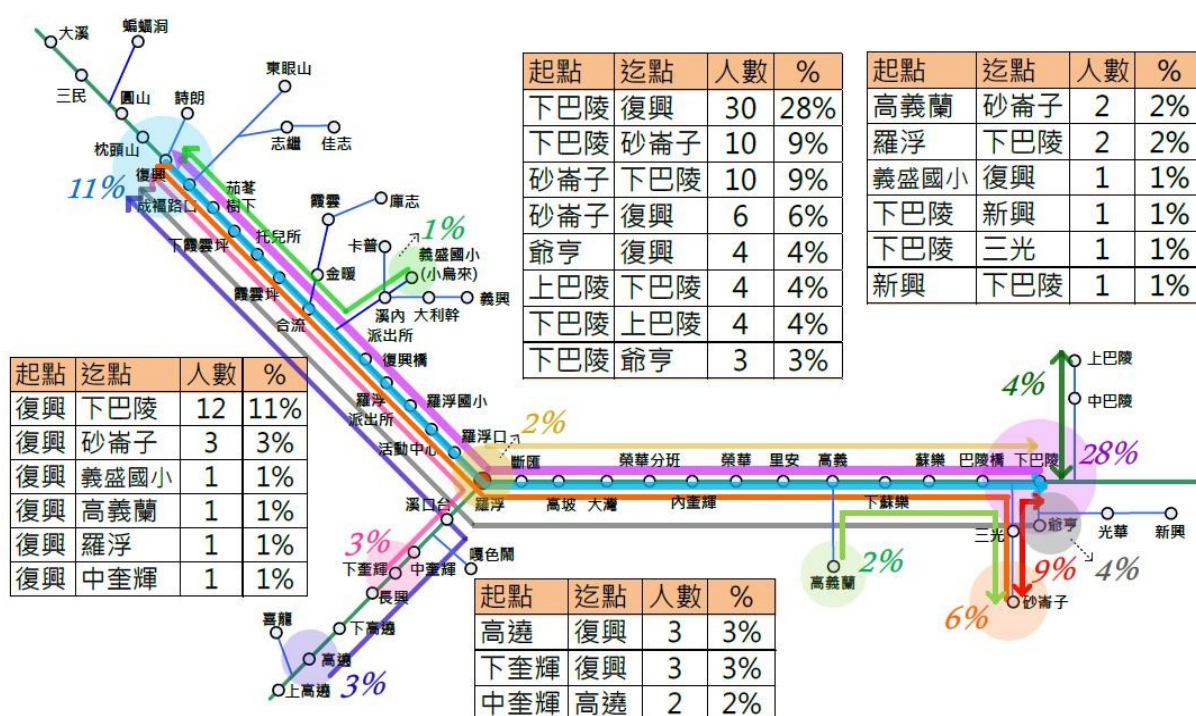 大溪
蝙蝠洞
三民
圓山
詩朗
東眼山
志繼
佳志
枕頭山
復興
11%
成福路口
茄苳
樹下
下霞雲坪
托兒所
霞雲
庫志
卡普
1%
義盛國小
(小烏來)
霞雲坪
金暖
合流
溪內
派出所
大利幹
義興
復興橋
羅浮
派出所
羅浮國小
活動中心
羅浮口
2%
起點 迄點 人數 %
下巴陵 復興 30 28%
下巴陵 砂崙子 10 9%
砂崙子 下巴陵 10 9%
砂崙子 復興 6 6%
爺亨 復興 4 4%
上巴陵 下巴陵 4 4%
下巴陵 上巴陵 4 4%
下巴陵 爺亨 3 3%
起點 迄點 人數 %
高義蘭 砂崙子 2 2%
羅浮 下巴陵 2 2%
義盛國小 復興 1 1%
下巴陵 新興 1 1%
下巴陵 三光 1 1%
新興 下巴陵 1 1%
起點 迄點 人數 %
復興 下巴陵 12 11%
復興 砂崙子 3 3%
復興 義盛國小 1 1%
復興 高義蘭 1 1%
復興 羅浮 1 1%
復興 中奎輝 1 1%
上巴陵
4%
中巴陵
斷匯
榮華分班
榮華
里安
高義
蘇樂
巴陵橋
下巴陵
28%
溪口台
羅浮
高坡
大灣
內奎輝
下蘇樂
三光
爺亨
光華
新興
3%
下奎輝
中奎輝
嘎色鬧
高義蘭
2%
9%
4%
6%
砂崙子
長興
喜龍
下高遶
高遶
上高遶
3%
起點 迄點 人數 %
高遶 復興 3 3%
下奎輝 復興 3 3%
中奎輝 高遶 2 2%